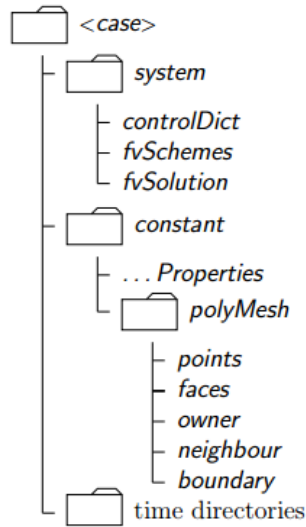 <case>
system
controlDict
fvSchemes
fvSolution
constant
... Properties
polyMesh
points
faces
owner
neighbour
boundary
time directories